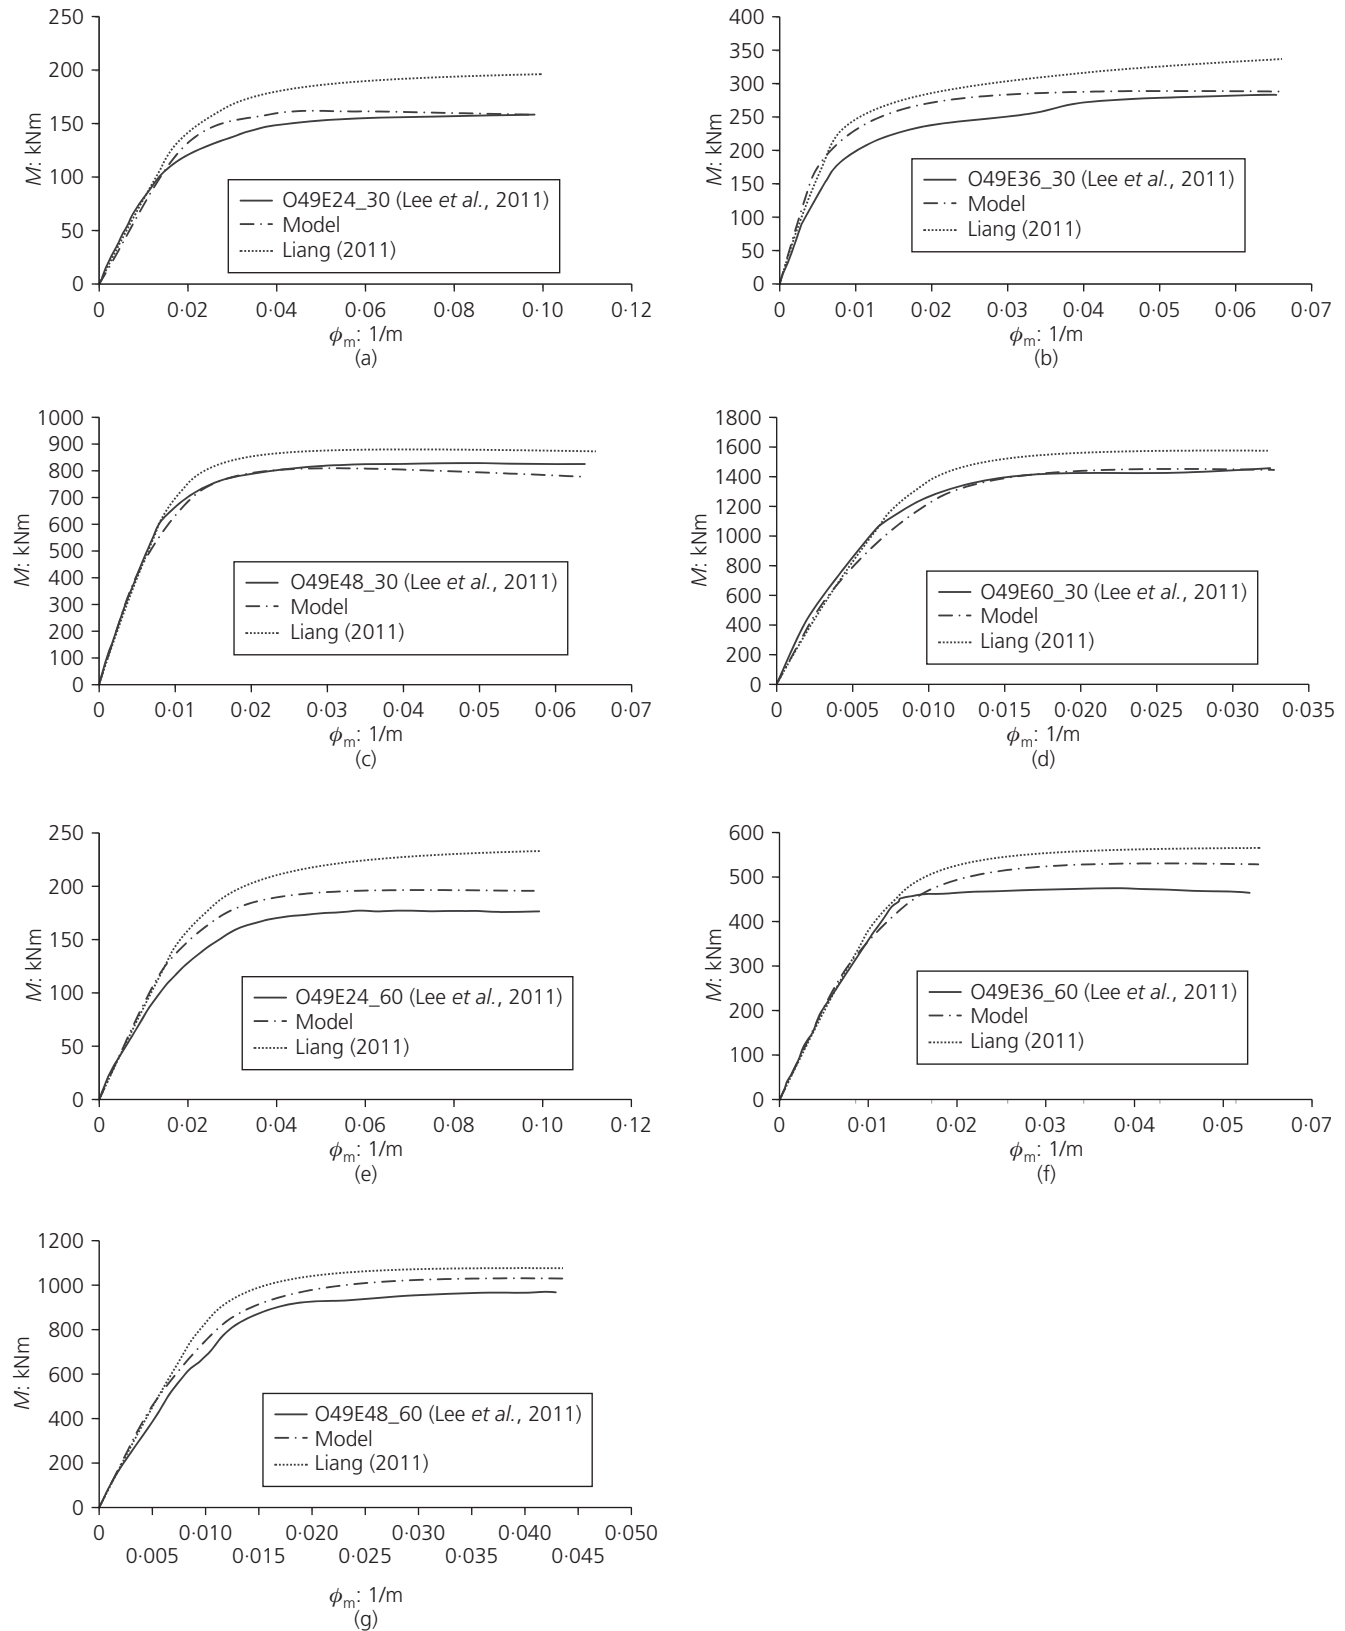 250
200
150
100
50
0
M: kNm
O49E24_30 (Lee et al., 2011)
Model
Liang (2011)
0 0·02 0·04 0·06 0·08 0·10 0·12
ϕm: 1/m
(a)
400
350
300
250
200
150
100
50
0
M: kNm
O49E36_30 (Lee et al., 2011)
Model
Liang (2011)
0 0·01 0·02 0·03 0·04 0·05 0·06 0·07
ϕm: 1/m
(b)
1000
900
800
700
600
500
400
300
200
100
0
M: kNm
O49E48_30 (Lee et al., 2011)
Model
Liang (2011)
0 0·01 0·02 0·03 0·04 0·05 0·06 0·07
ϕm: 1/m
(c)
1800
1600
1400
1200
1000
800
600
400
200
0
M: kNm
O49E60_30 (Lee et al., 2011)
Model
Liang (2011)
0 0·005 0·010 0·015 0·020 0·025 0·030 0·035
ϕm: 1/m
(d)
250
200
150
100
50
0
M: kNm
O49E24_60 (Lee et al., 2011)
Model
Liang (2011)
0 0·02 0·04 0·06 0·08 0·10 0·12
ϕm: 1/m
(e)
600
500
400
300
200
100
0
M: kNm
O49E36_60 (Lee et al., 2011)
Model
Liang (2011)
0 0·01 0·02 0·03 0·04 0·05 0·07
ϕm: 1/m
(f)
1200
1000
800
600
400
200
0
M: kNm
O49E48_60 (Lee et al., 2011)
Model
Liang (2011)
0 0·010 0·020 0·030 0·040 0·050
0·005 0·015 0·025 0·035 0·045
ϕm: 1/m
(g)